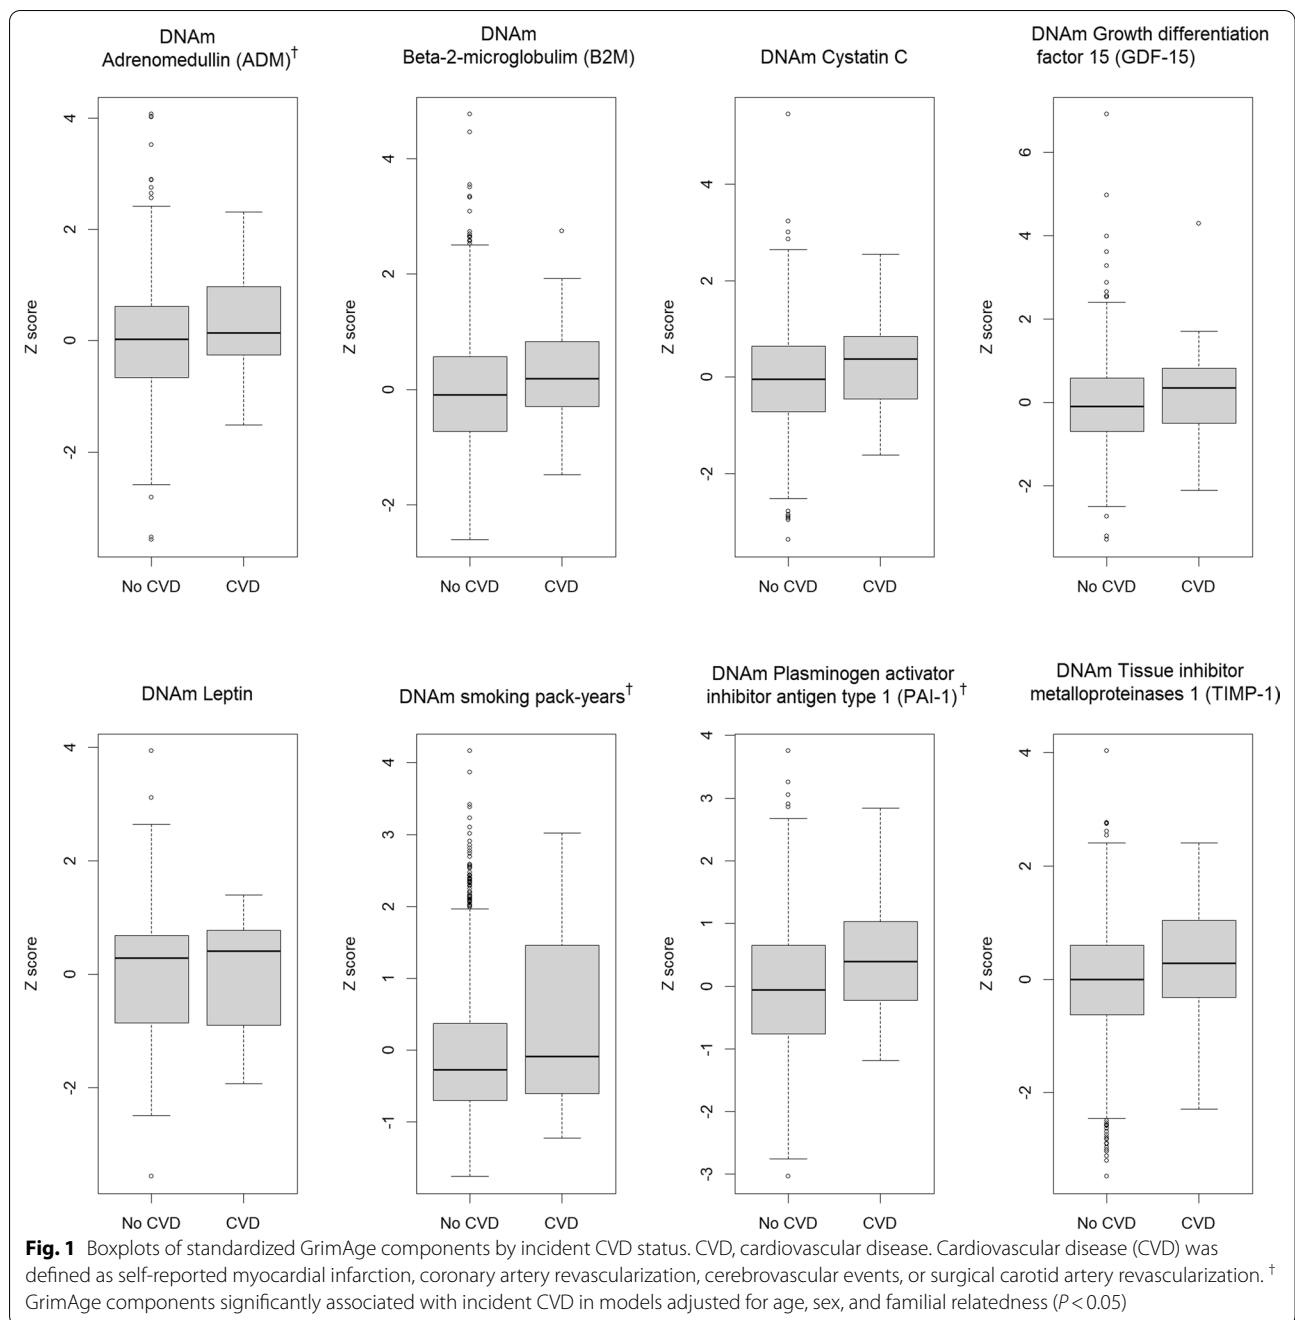 DNAm
Adrenomedullin (ADM)†
4
2
0
-2
Z score
No CVD
CVD
DNAm
Beta-2-microglobulim (B2M)
4
2
0
-2
Z score
No CVD
CVD
DNAm Cystatin C
4
2
0
-2
Z score
No CVD
CVD
DNAm Growth differentiation
factor 15 (GDF-15)
6
4
2
0
-2
Z score
No CVD
CVD
DNAm Leptin
4
2
0
-2
Z score
No CVD
CVD
DNAm smoking pack-years†
4
3
2
1
0
-1
Z score
No CVD
CVD
DNAm Plasminogen activator
inhibitor antigen type 1 (PAI-1)†
4
3
2
1
0
-1
-2
-3
Z score
No CVD
CVD
DNAm Tissue inhibitor
metalloproteinases 1 (TIMP-1)
4
2
0
-2
Z score
No CVD
CVD
Fig. 1 Boxplots of standardized GrimAge components by incident CVD status. CVD, cardiovascular disease. Cardiovascular disease (CVD) was
defined as self-reported myocardial infarction, coronary artery revascularization, cerebrovascular events, or surgical carotid artery revascularization. †
GrimAge components significantly associated with incident CVD in models adjusted for age, sex, and familial relatedness (P < 0.05)